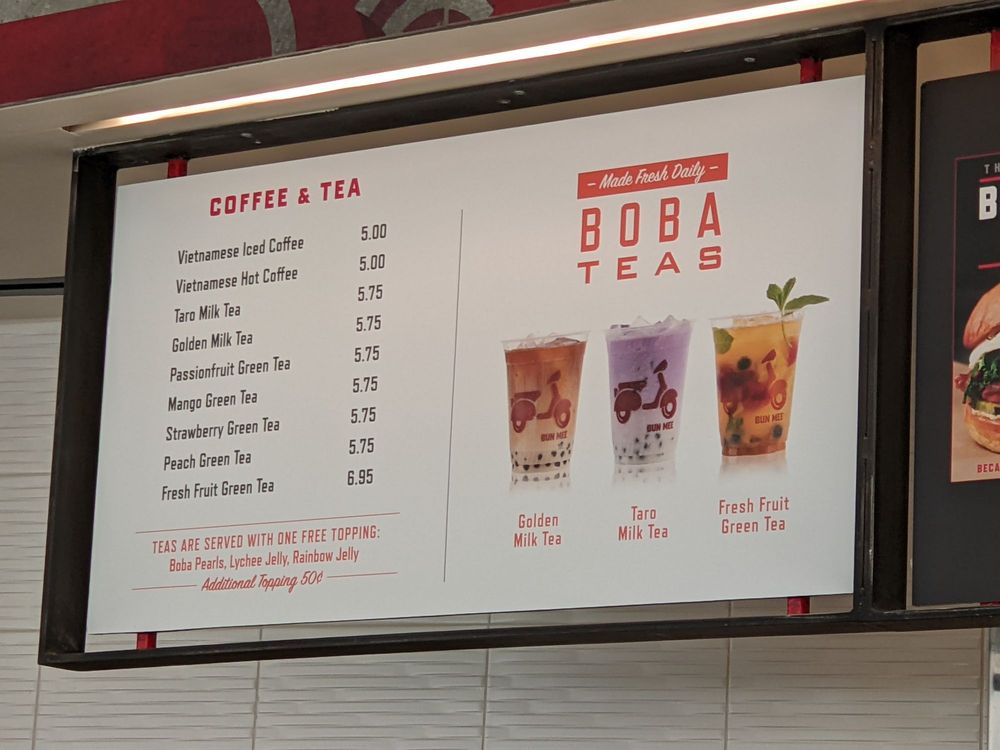 COFFEE & TEA
Vietnamese Iced Coffee 5.00
Vietnamese Hot Coffee 5.00
Taro Milk Tea 5.75
Golden Milk Tea 5.75
Passionfruit Green Tea 5.75
Mango Green Tea 5.75
Strawberry Green Tea 5.75
Peach Green Tea 5.75
Fresh Fruit Green Tea 6.95
TEAS ARE SERVED WITH ONE FREE TOPPING:
Boba Pearls, Lychee Jelly, Rainbow Jelly
Additional Topping 50¢
– Made Fresh Daily –
BOBA
TEAS
BUN MEE
BUN MEE
BUN MEE
Golden
Milk Tea
Taro
Milk Tea
Fresh Fruit
Green Tea